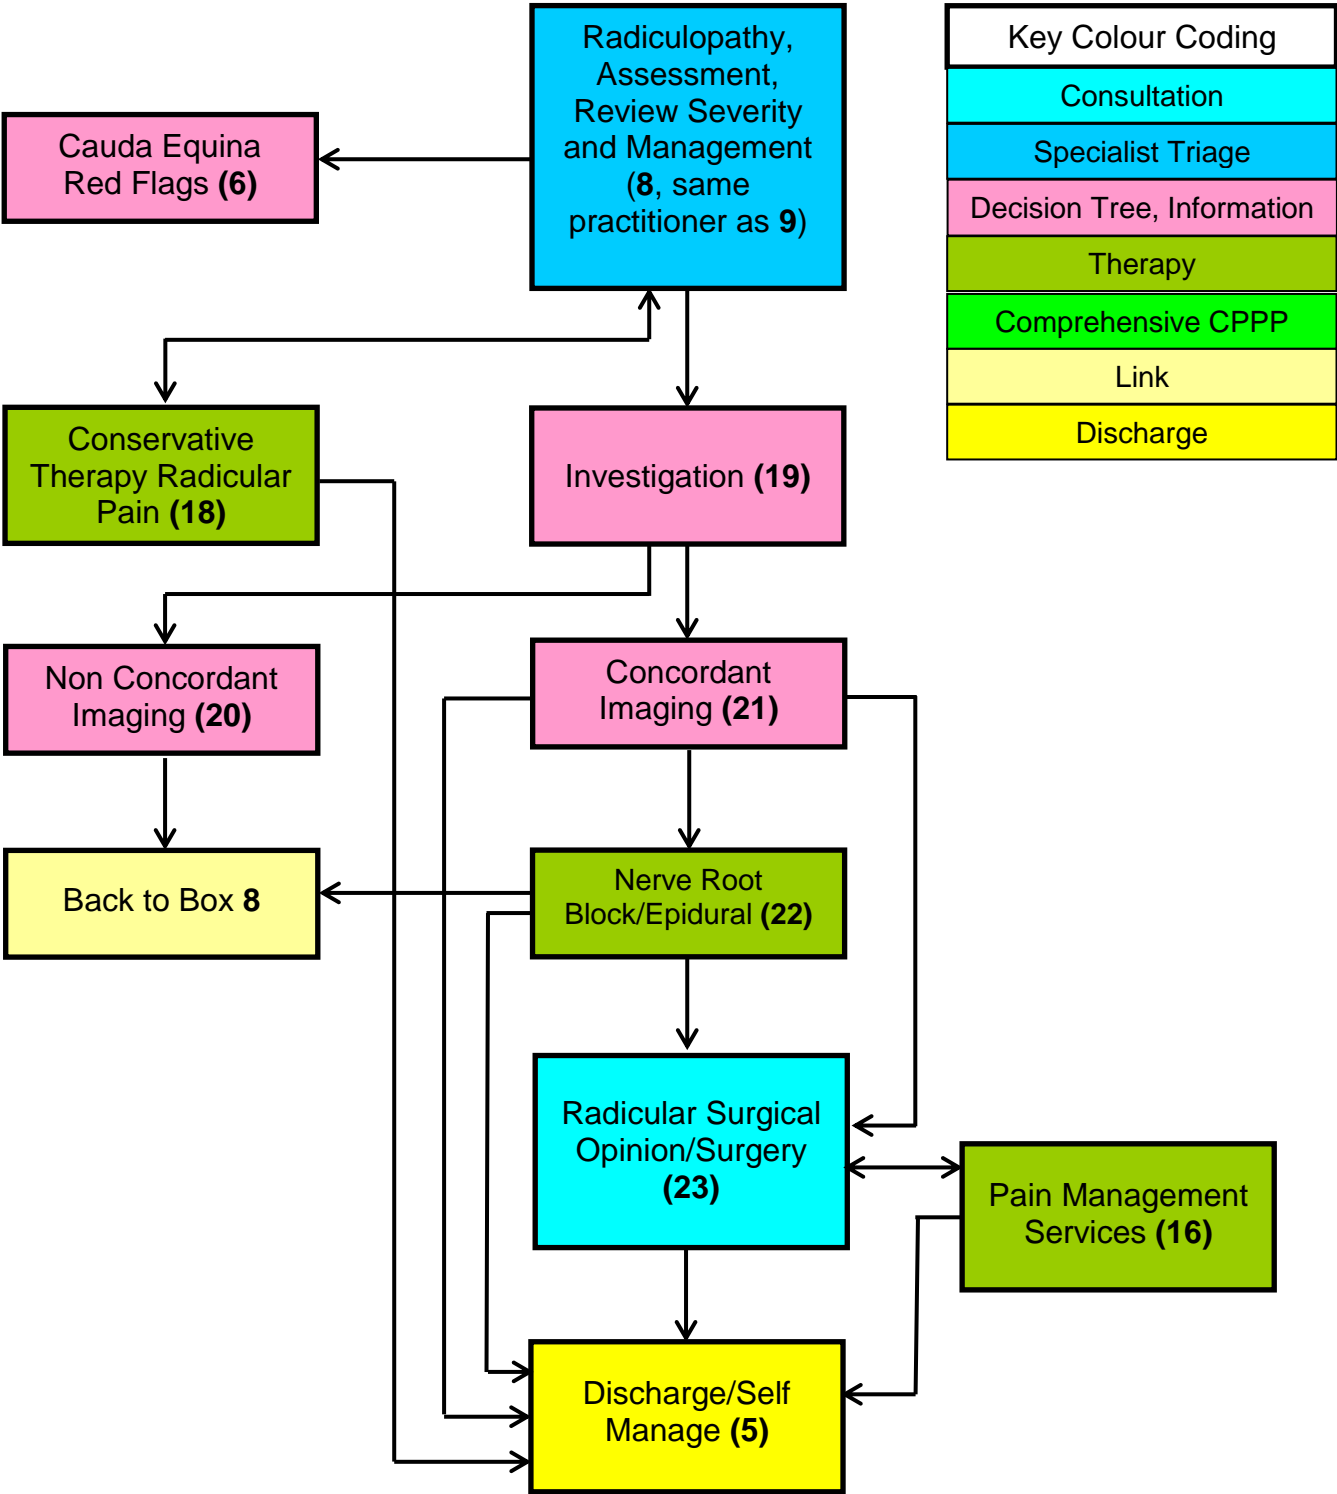 Radiculopathy,
Assessment,
Review Severity
and Management
(8, same
practitioner as 9)
Key Colour Coding
Consultation
Specialist Triage
Decision Tree, Information
Therapy
Comprehensive CPPP
Link
Discharge
Cauda Equina
Red Flags (6)
Conservative
Therapy Radicular
Pain (18)
Investigation (19)
Non Concordant
Imaging (20)
Concordant
Imaging (21)
Back to Box 8
Nerve Root
Block/Epidural (22)
Radicular Surgical
Opinion/Surgery
(23)
Pain Management
Services (16)
Discharge/Self
Manage (5)